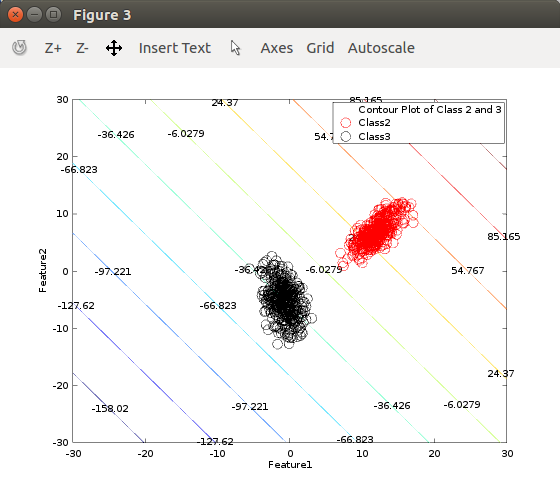 Figure 3
Z+ Z- Insert Text Axes Grid Autoscale
30 24.37 85.165
Contour Plot of Class 2 and 3
Class2
Class3
-36.426 -6.0279
20
-66.823
10
85.165
Feature2
0 -97.221 -36.426 -6.0279 54.767
-127.62 -66.823
-10
24.37
-20
-158.02 -97.221 -36.426 -6.0279
-30 -127.62 -66.823
-30 -20 -10 0 10 20 30
Feature1